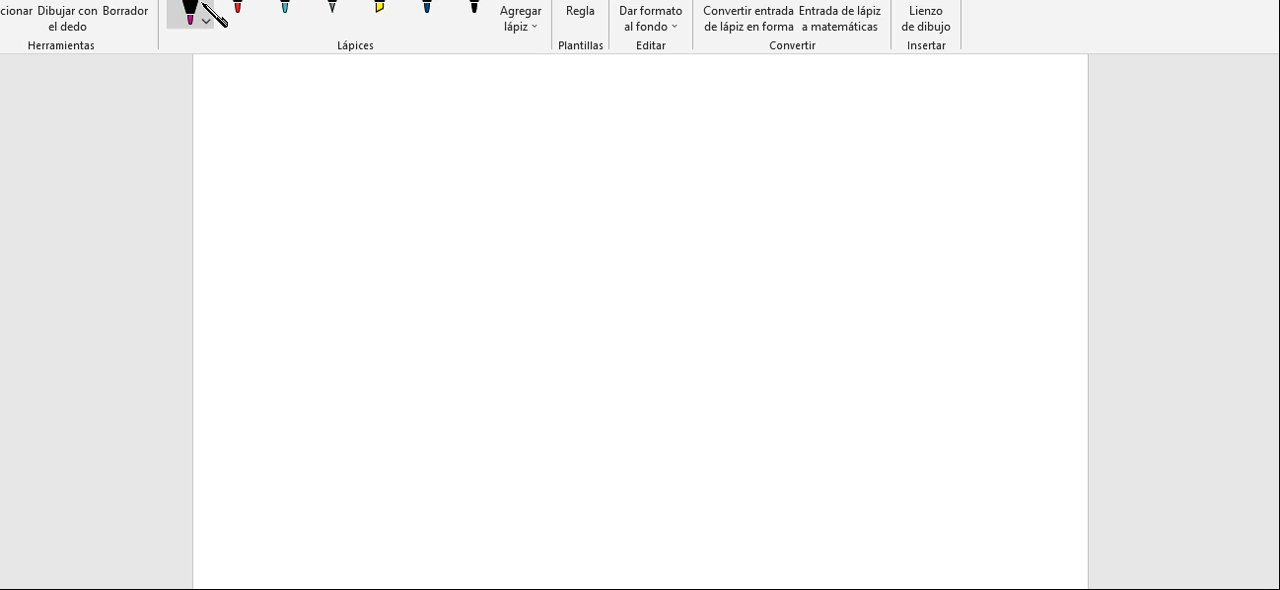 cionar Dibujar con Borrador
el dedo
Herramientas
Lápices
Agregar
lápiz
Regla
Plantillas
Dar formato
al fondo
Editar
Convertir entrada
de lápiz en forma
Entrada de lápiz
a matemáticas
Convertir
Lienzo
de dibujo
Insertar